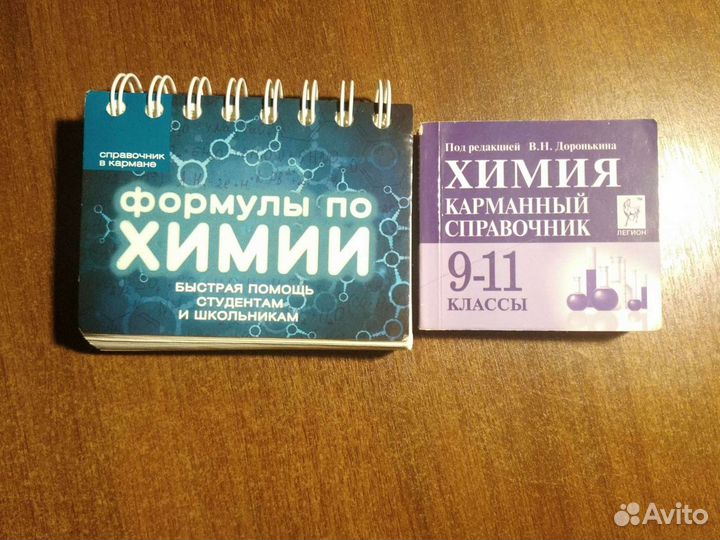 справочник
в кармане
формулы по
ХИМИИ
БЫСТРАЯ ПОМОЩЬ
СТУДЕНТАМ
И ШКОЛЬНИКАМ
Под редакцией В.Н. Доронькина
ХИМИЯ
КАРМАННЫЙ
СПРАВОЧНИК
ЛЕГИОН
9-11
КЛАССЫ
Avito